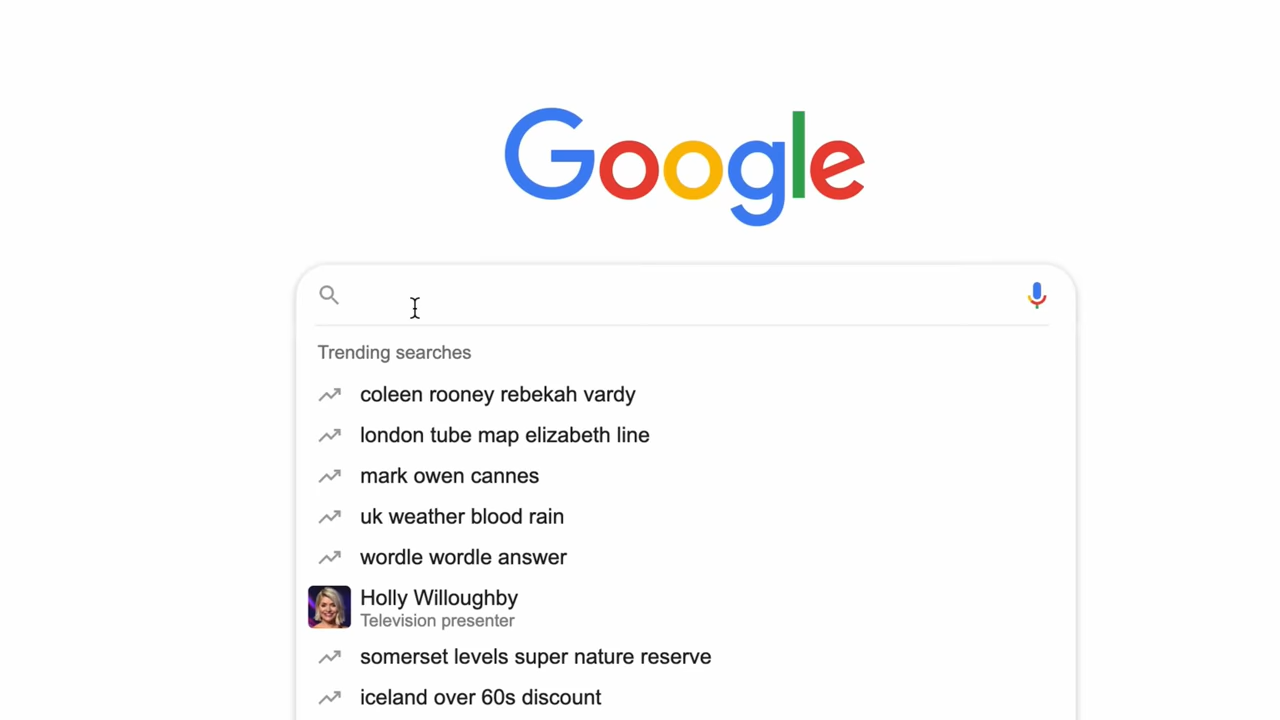 Google
Trending searches
coleen rooney rebekah vardy
london tube map elizabeth line
mark owen cannes
uk weather blood rain
wordle wordle answer
Holly Willoughby
Television presenter
somerset levels super nature reserve
iceland over 60s discount